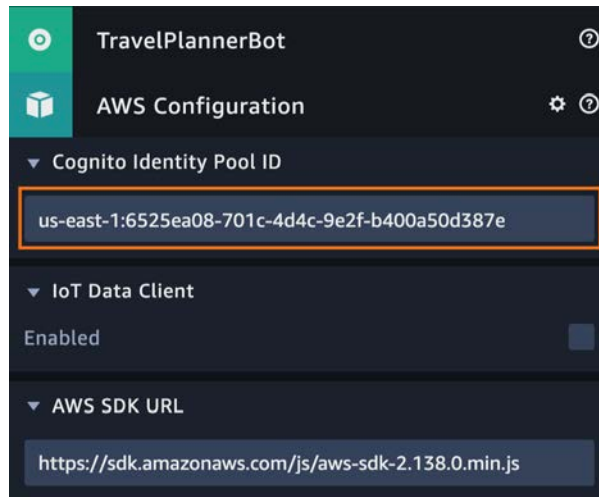 TravelPlannerBot
AWS Configuration
Cognito Identity Pool ID
us-east-1:6525ea08-701c-4d4c-9e2f-b400a50d387e
IoT Data Client
Enabled
AWS SDK URL
https://sdk.amazonaws.com/js/aws-sdk-2.138.0.min.js